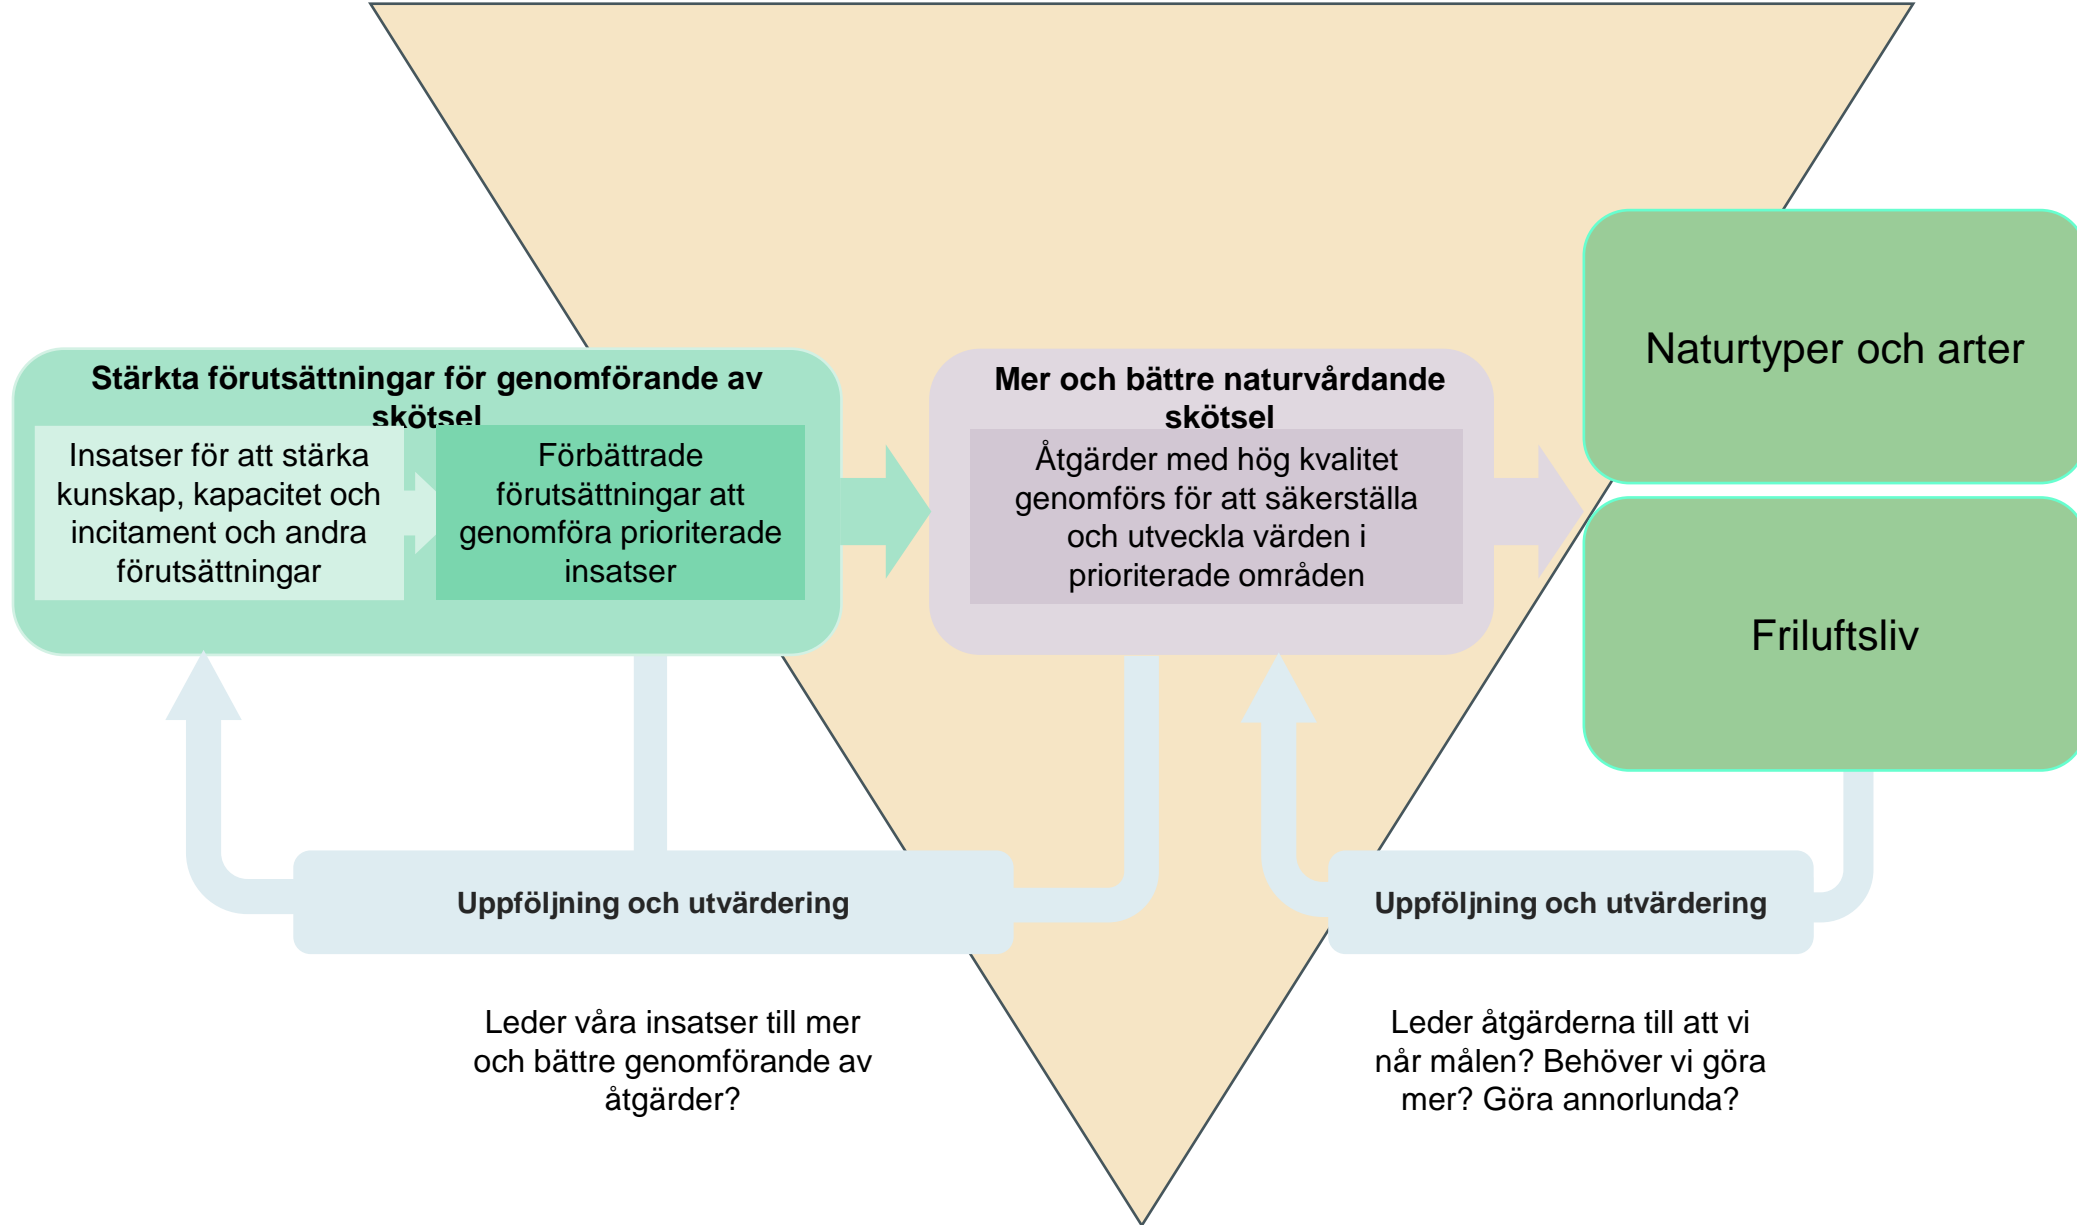 Stärkta förutsättningar för genomförande av
skötsel
Insatser för att stärka
kunskap, kapacitet och
incitament och andra
förutsättningar
Förbättrade
förutsättningar att
genomföra prioriterade
insatser
Mer och bättre naturvårdande
skötsel
Åtgärder med hög kvalitet
genomförs för att säkerställa
och utveckla värden i
prioriterade områden
Naturtyper och arter
Friluftsliv
Uppföljning och utvärdering
Leder våra insatser till mer
och bättre genomförande av
åtgärder?
Uppföljning och utvärdering
Leder åtgärderna till att vi
når målen? Behöver vi göra
mer? Göra annorlunda?